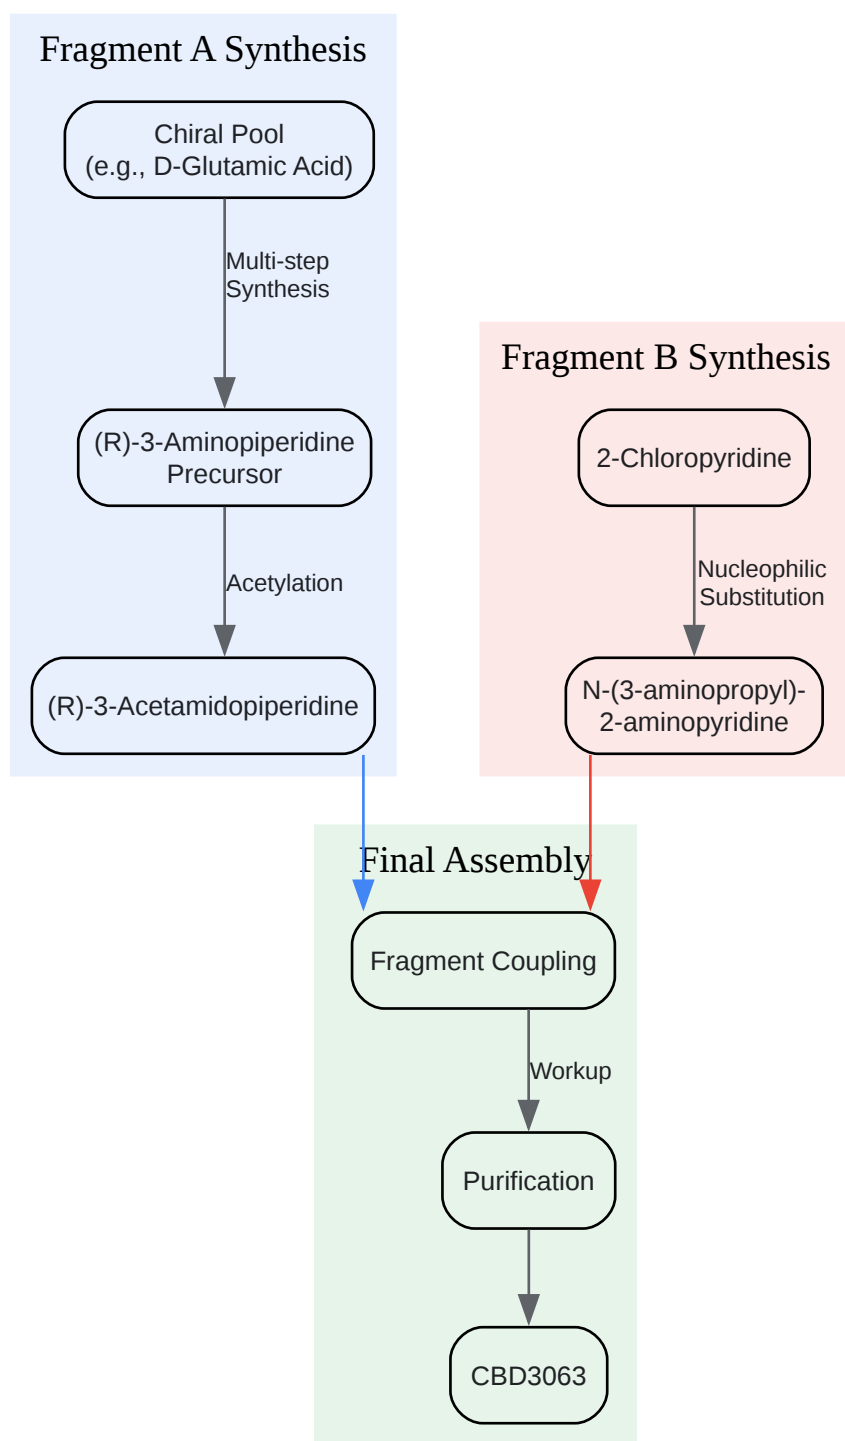 Fragment A Synthesis
Chiral Pool
(e.g., D-Glutamic Acid)
Multi-step
Synthesis
(R)-3-Aminopiperidine
Precursor
Acetylation
(R)-3-Acetamidopiperidine
Fragment B Synthesis
2-Chloropyridine
Nucleophilic
Substitution
N-(3-aminopropyl)-
2-aminopyridine
Final Assembly
Fragment Coupling
Workup
Purification
CBD3063